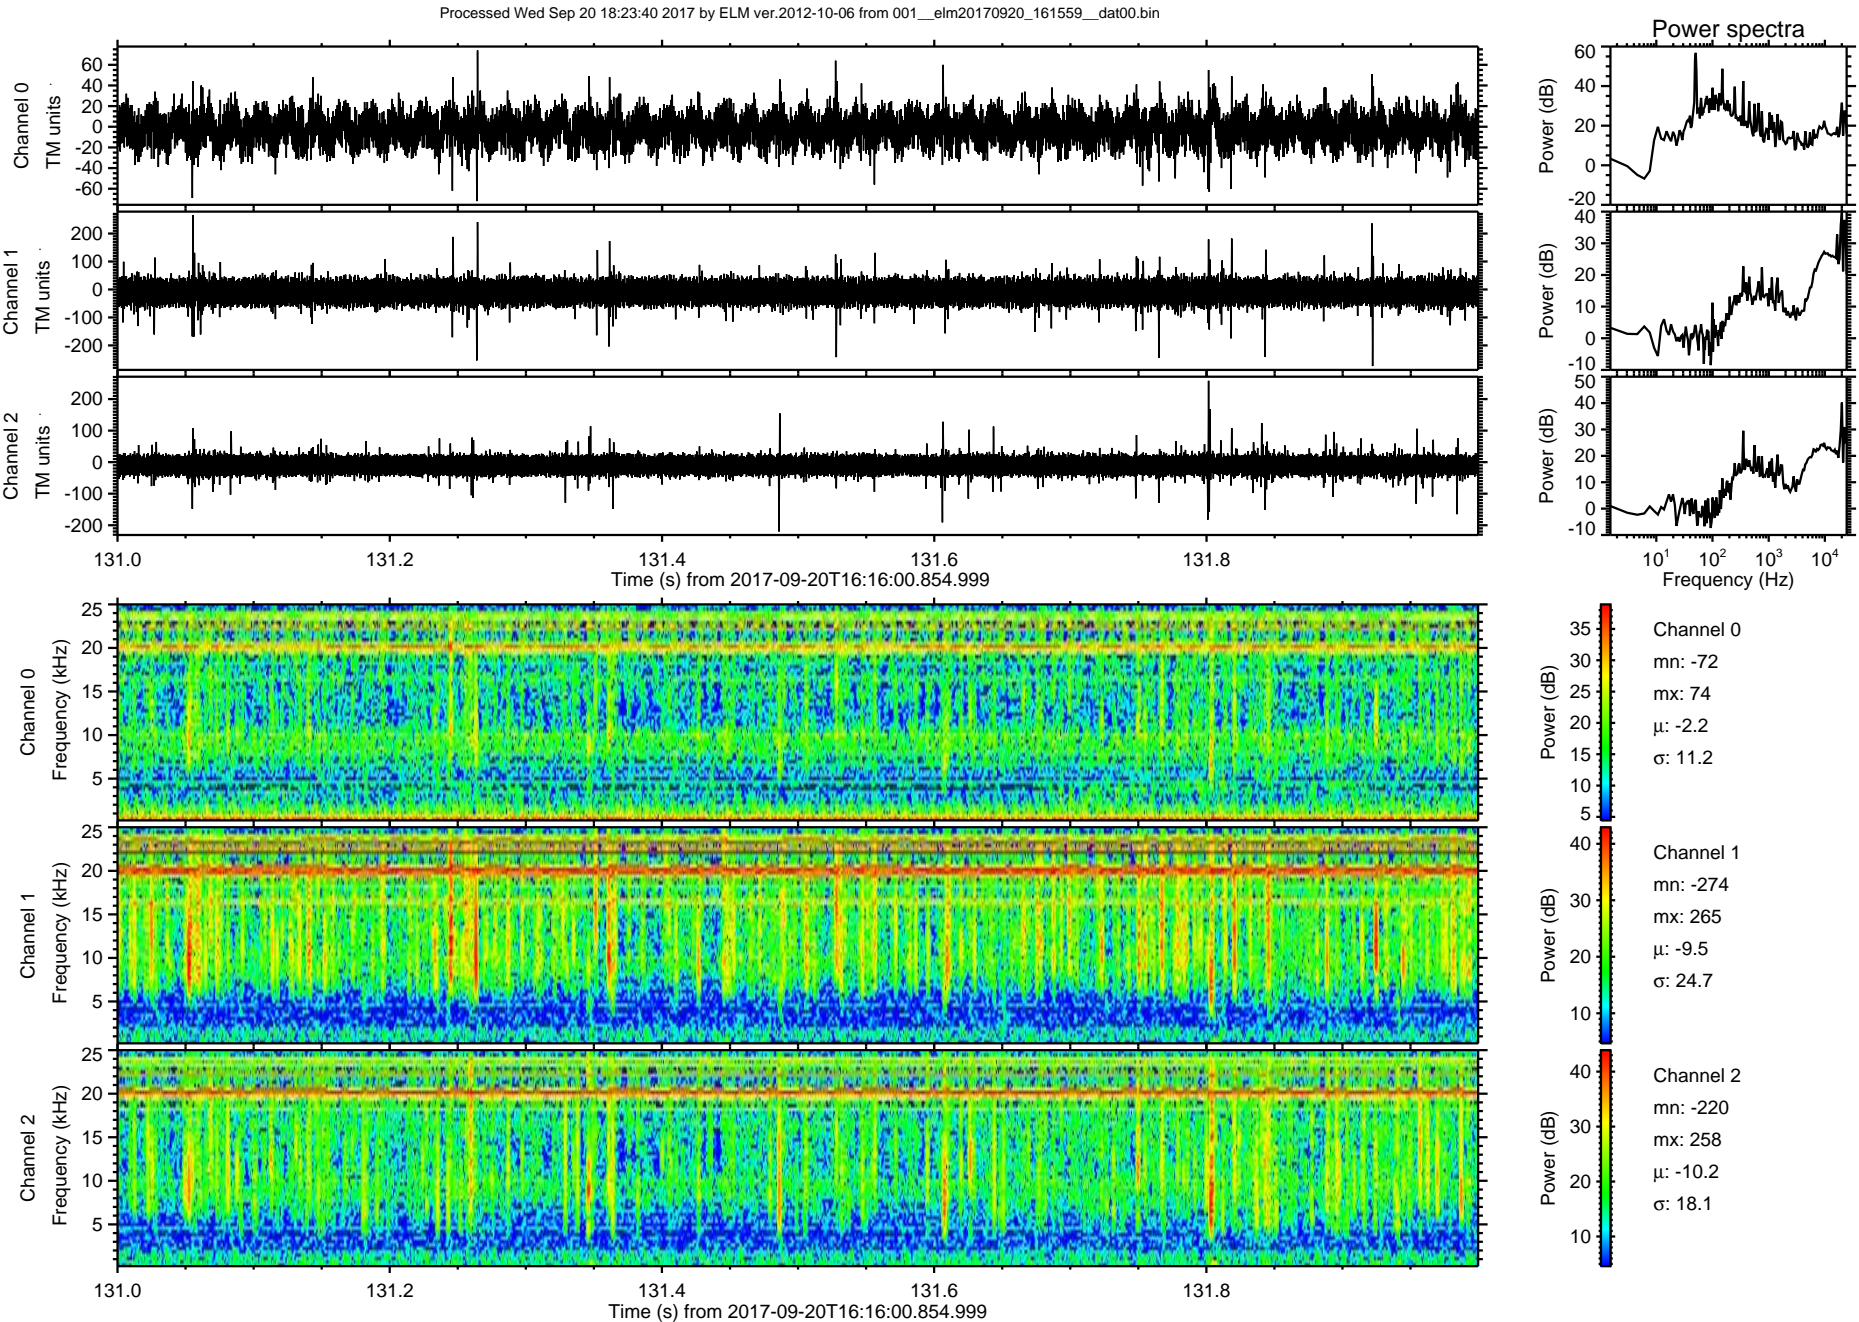 Processed Wed Sep 20 18:23:40 2017 by ELM ver.2012-10-06 from 001__elm20170920_161559__dat00.bin
Power spectra
Channel 0
TM units
60
40
20
0
-20
-40
-60
Power (dB)
60
40
20
0
-20
Channel 1
TM units
200
100
0
-100
-200
Power (dB)
40
30
20
10
0
-10
Channel 2
TM units
200
100
0
-100
-200
Power (dB)
50
40
30
20
10
0
-10
131.0 131.2 131.4 131.6 131.8
Time (s) from 2017-09-20T16:16:00.854.999
10^1 10^2 10^3 10^4
Frequency (Hz)
Channel 0
Frequency (kHz)
25
20
15
10
5
Power (dB)
35
30
25
20
15
10
5
Channel 0
mn: -72
mx: 74
μ: -2.2
σ: 11.2
Channel 1
Frequency (kHz)
25
20
15
10
5
Power (dB)
40
30
20
10
Channel 1
mn: -274
mx: 265
μ: -9.5
σ: 24.7
Channel 2
Frequency (kHz)
25
20
15
10
5
Power (dB)
40
30
20
10
Channel 2
mn: -220
mx: 258
μ: -10.2
σ: 18.1
131.0 131.2 131.4 131.6 131.8
Time (s) from 2017-09-20T16:16:00.854.999